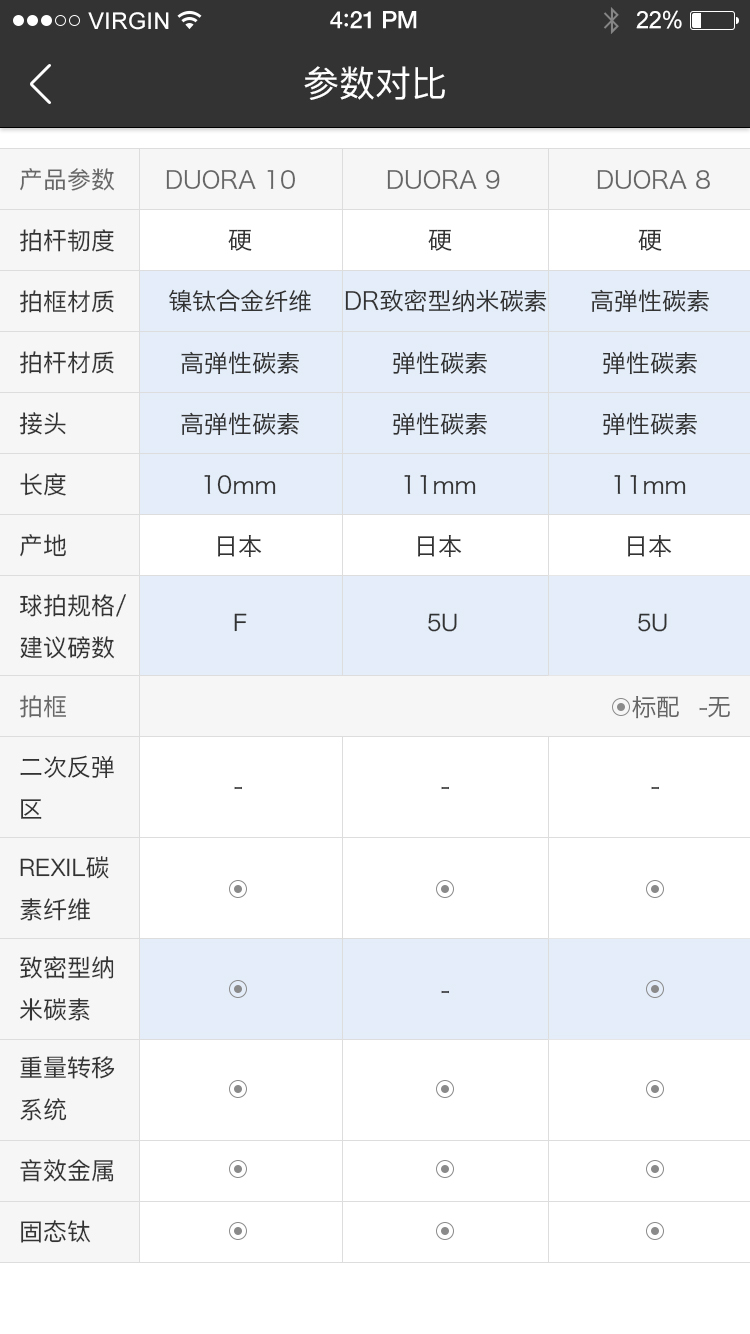 VIRGIN 4:21 PM 22%
参数对比
产品参数 DUORA 10 DUORA 9 DUORA 8
拍杆韧度 硬 硬 硬
拍框材质 镍钛合金纤维 DR致密型纳米碳素 高弹性碳素
拍杆材质 高弹性碳素 弹性碳素 弹性碳素
接头 高弹性碳素 弹性碳素 弹性碳素
长度 10mm 11mm 11mm
产地 日本 日本 日本
球拍规格/
建议磅数 F 5U 5U
拍框 ◉标配 -无
二次反弹
区 - - -
REXIL碳
素纤维 ◉ ◉ ◉
致密型纳
米碳素 ◉ - ◉
重量转移
系统 ◉ ◉ ◉
音效金属 ◉ ◉ ◉
固态钛 ◉ ◉ ◉